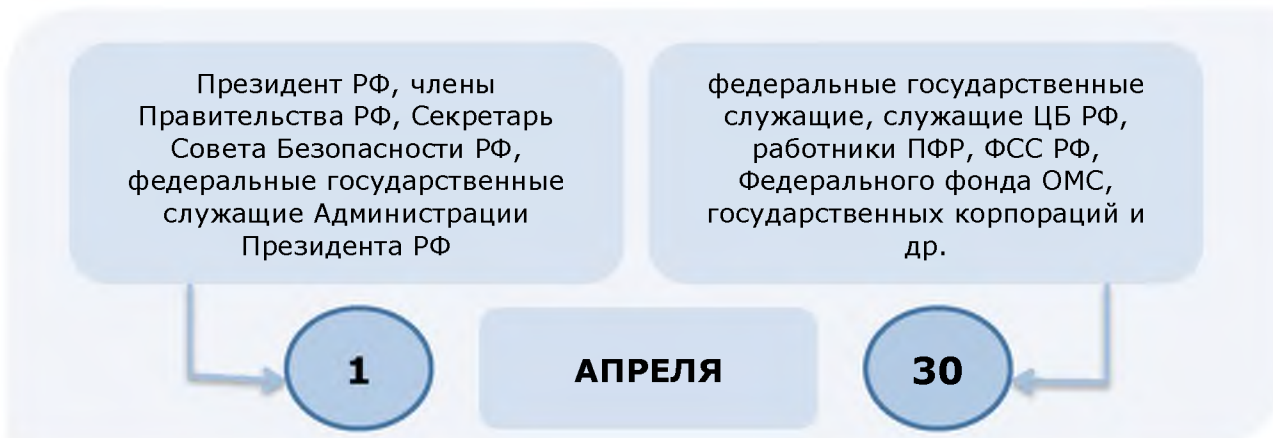 Президент РФ, члены
Правительства РФ, Секретарь
Совета Безопасности РФ,
федеральные государственные
служащие Администрации
Президента РФ
федеральные государственные
служащие, служащие ЦБ РФ,
работники ПФР, ФСС РФ,
Федерального фонда ОМС,
государственных корпораций и
др.
1
АПРЕЛЯ
30